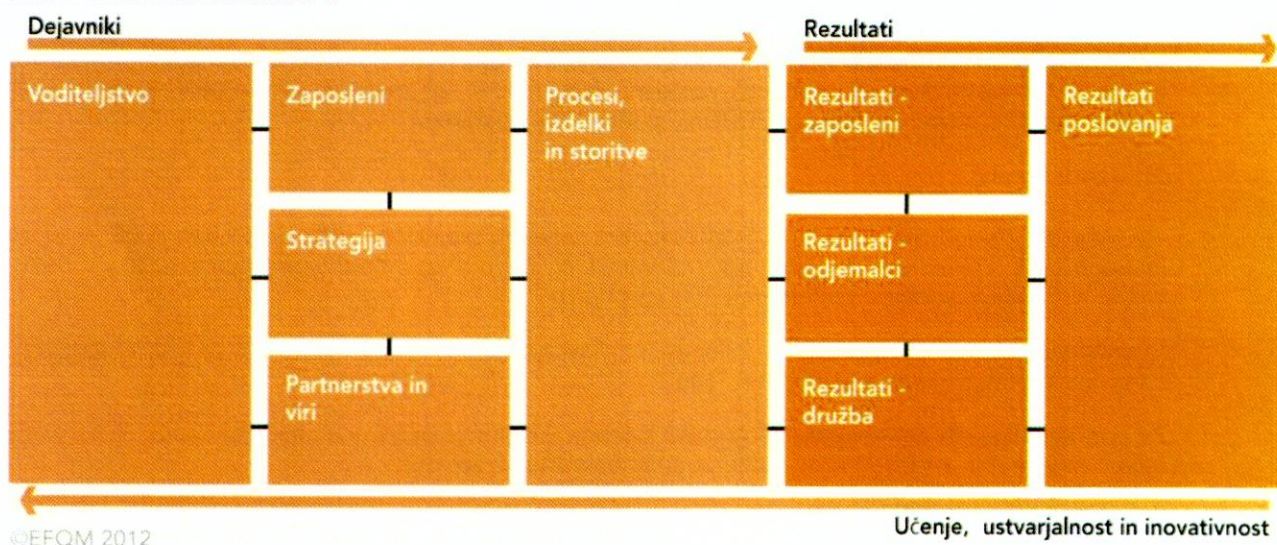 Dejavniki
Rezultati
Voditeljstvo
Zaposleni
Strategija
Partnerstva in
viri
Procesi,
izdelki
in storitve
Rezultati -
zaposleni
Rezultati -
odjemalci
Rezultati -
družba
Rezultati
poslovanja
Učenje, ustvarjalnost in inovativnost
©EFQM 2012